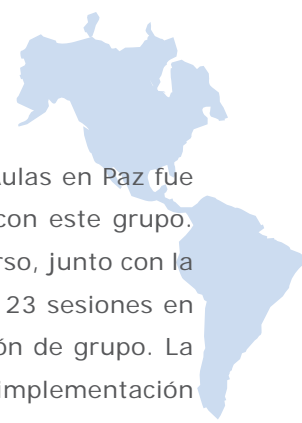 ulas en Paz fue
con este grupo.
rso, junto con la
23 sesiones en
ón de grupo. La
implementación